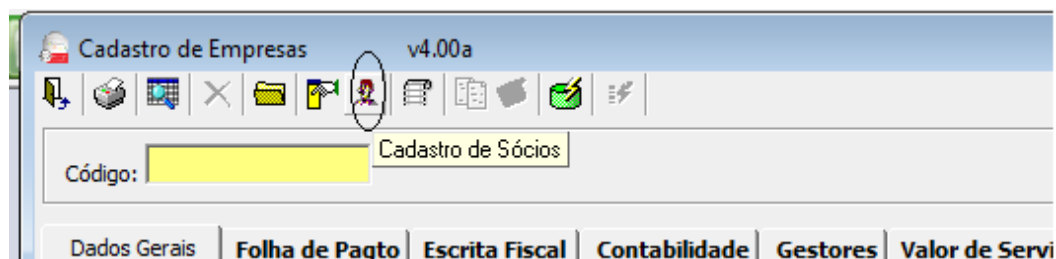 Cadastro de Empresas v4.00a
Cadastro de Sócios
Código:
Dados Gerais Folha de Pagto Escrita Fiscal Contabilidade Gestores Valor de Servi